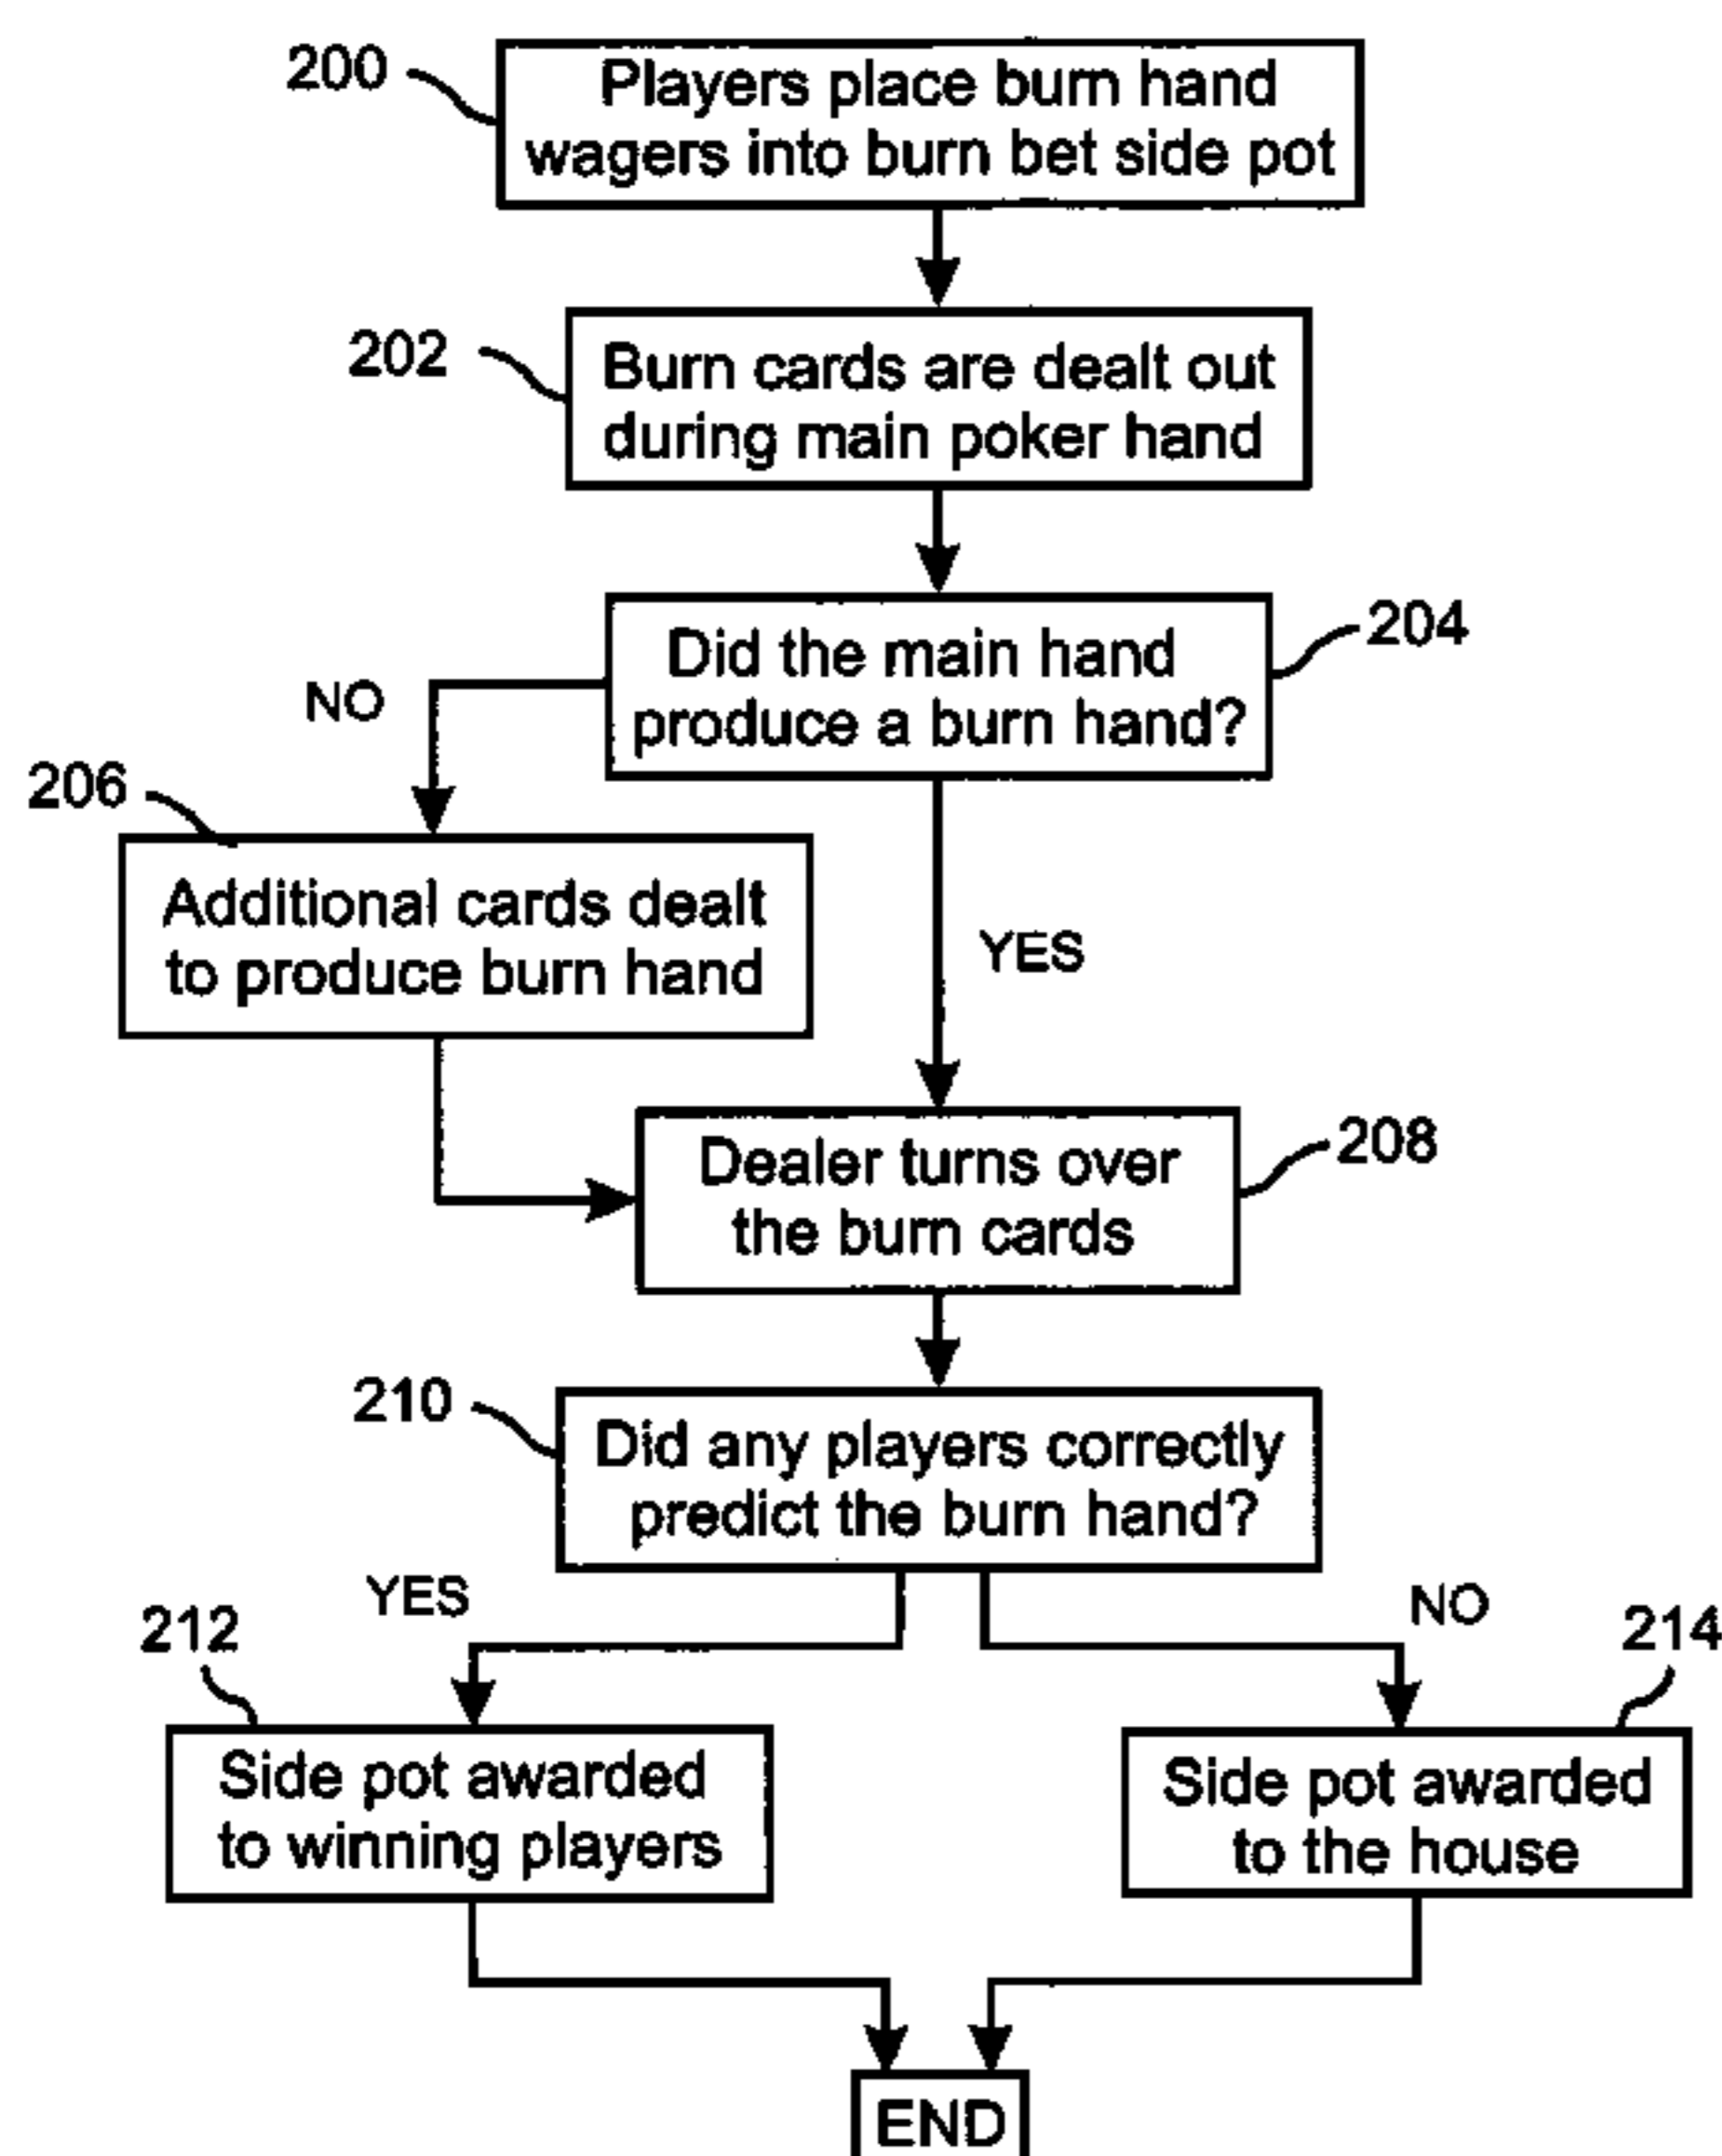 200
Players place burn hand
wagers into burn bet side pot
202
Burn cards are dealt out
during main poker hand
204
Did the main hand
produce a burn hand?
NO
206
Additional cards dealt
to produce burn hand
YES
208
Dealer turns over
the burn cards
210
Did any players correctly
predict the burn hand?
YES
NO
212
214
Side pot awarded
to winning players
Side pot awarded
to the house
END